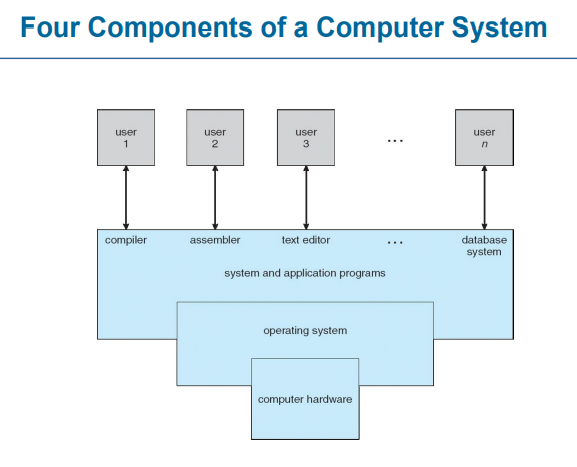 Four Components of a Computer System
user
1
user
2
user
3
...
user
n
compiler
assembler
text editor
...
database
system
system and application programs
operating system
computer hardware